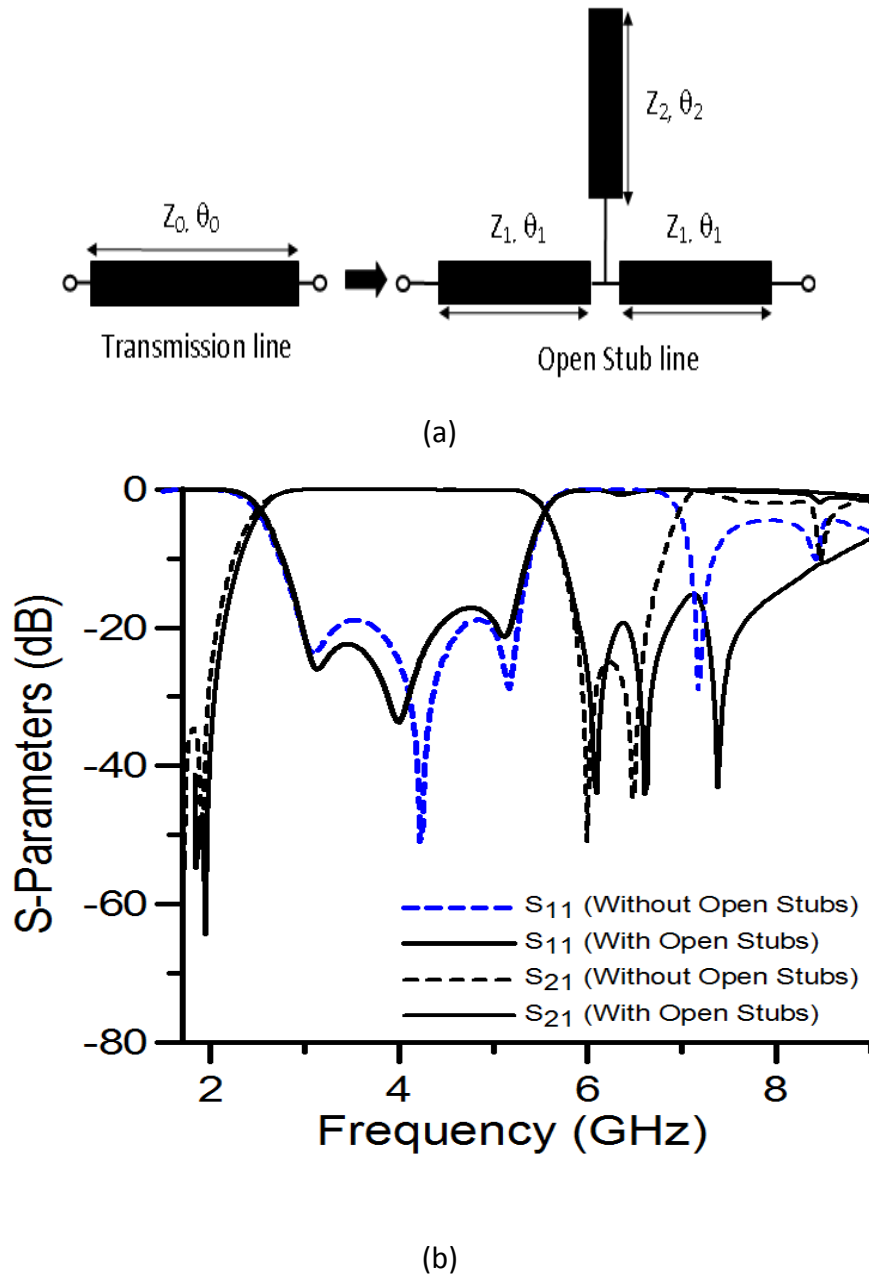 Z2, θ2
Z0, θ0
Z1, θ1
Z1, θ1
Transmission line
Open Stub line
(a)
0
-20
-40
-60
-80
S-Parameters (dB)
S11 (Without Open Stubs)
S11 (With Open Stubs)
S21 (Without Open Stubs)
S21 (With Open Stubs)
2
4
6
8
Frequency (GHz)
(b)